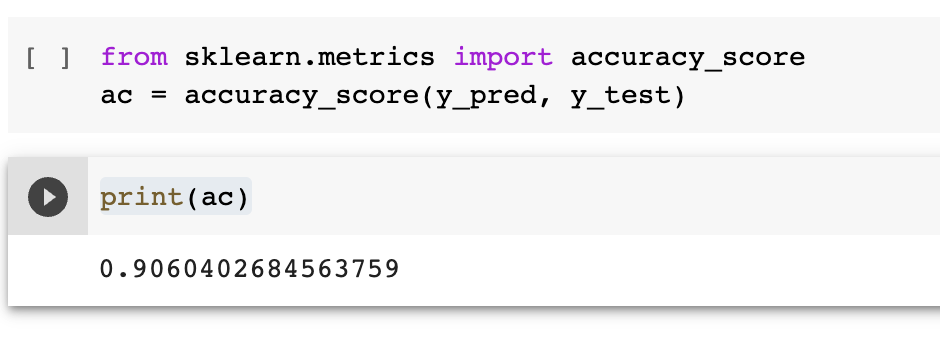 [ ] from sklearn.metrics import accuracy_score
ac = accuracy_score(y_pred, y_test)
print(ac)
0.9060402684563759